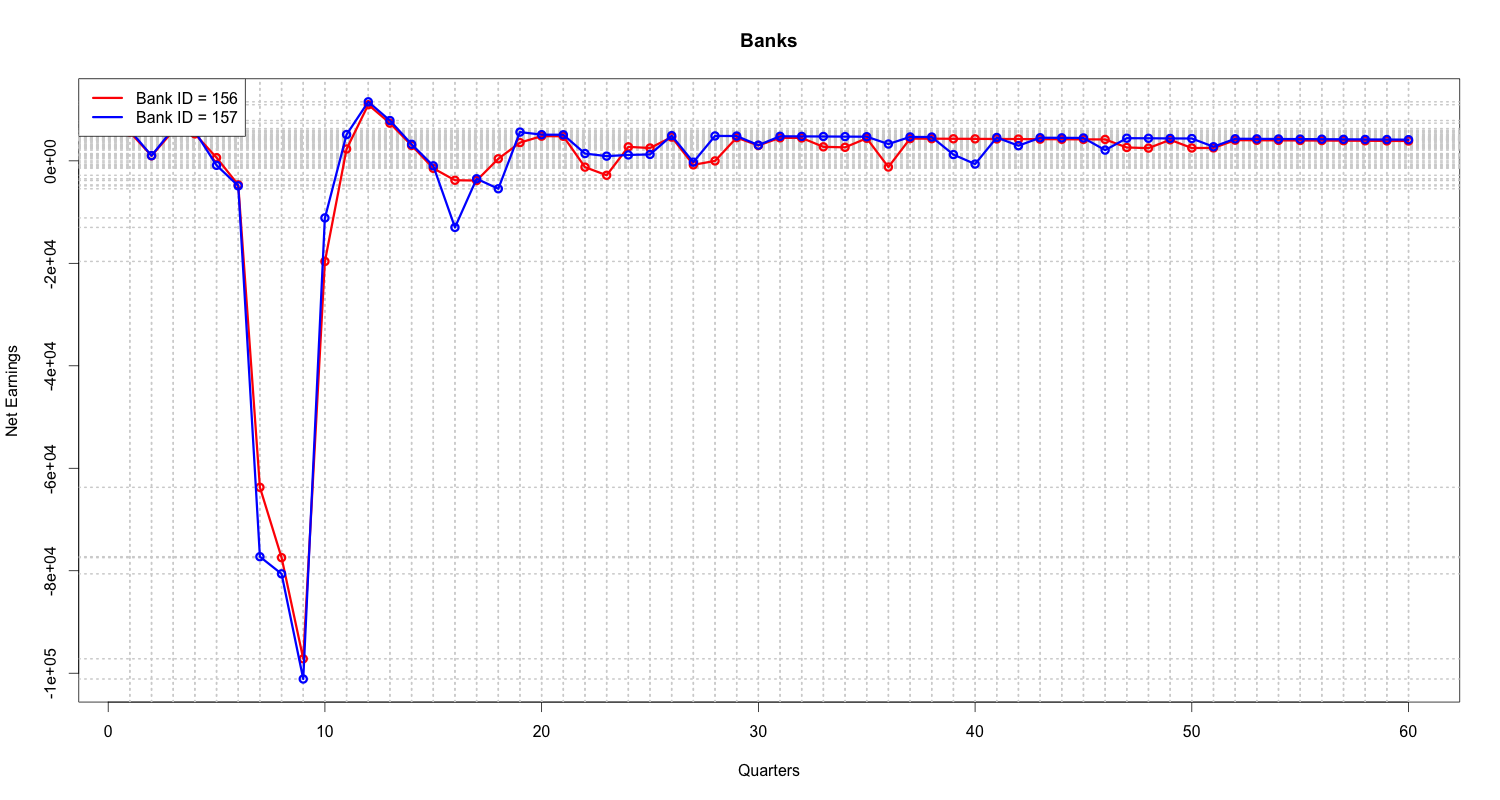 Banks
Bank ID = 156
Bank ID = 157
Net Earnings
0e+00
-2e+04
-4e+04
-6e+04
-8e+04
-1e+05
0 10 20 30 40 50 60
Quarters